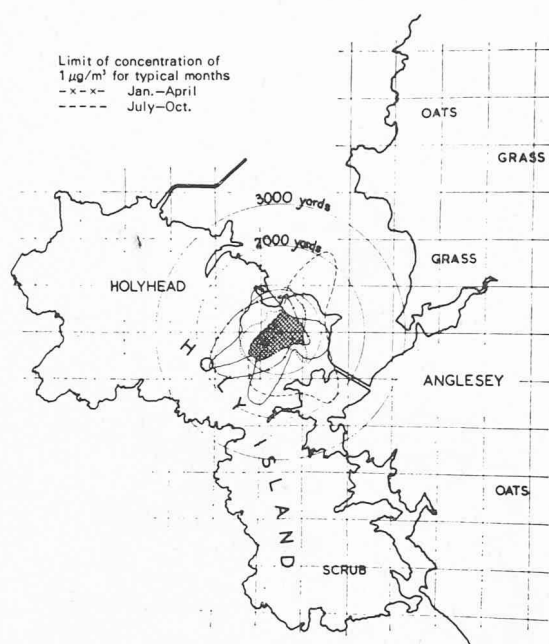 Limit of concentration of
1 μg/m³ for typical months
-x-x- Jan.—April
----- July—Oct.
OATS
GRASS
3000 yards
2000 yards
GRASS
HOLYHEAD
HOLY ISLAND
ANGLESEY
OATS
SCRUB